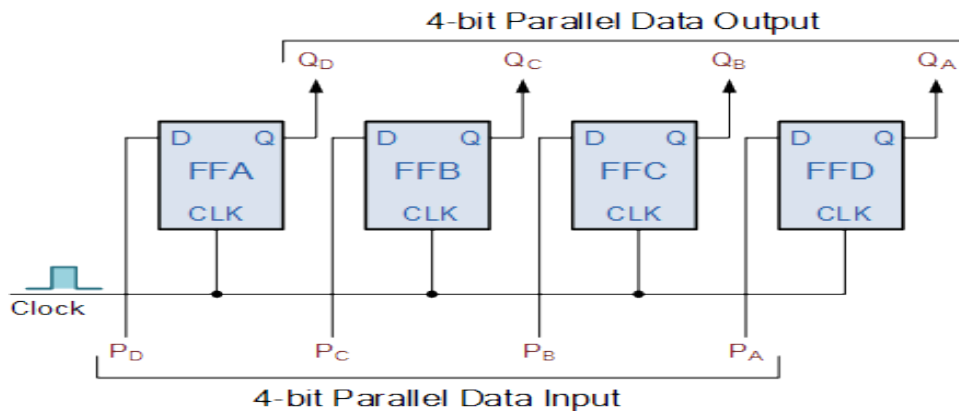 4-bit Parallel Data Output
QD QC QB QA
D Q D Q D Q D Q
FFA FFB FFC FFD
CLK CLK CLK CLK
Clock
PD PC PB PA
4-bit Parallel Data Input